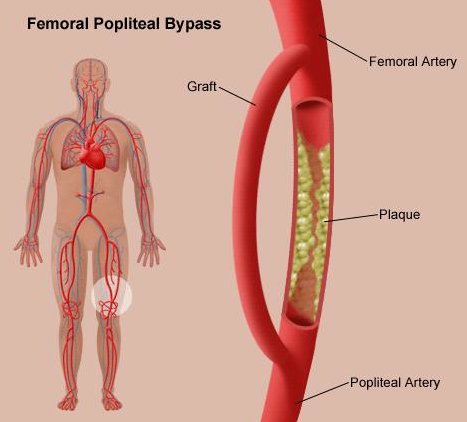 Femoral Popliteal Bypass
Femoral Artery
Graft
Plaque
Popliteal Artery